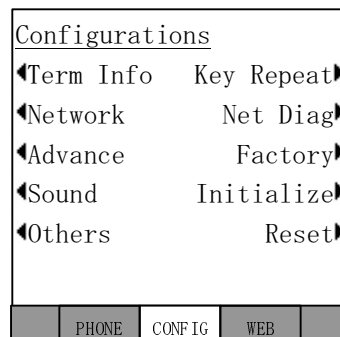 Configurations
Term Info Key Repeat
Network Net Diag
Advance Factory
Sound Initialize
Others Reset
PHONE CONFIG WEB